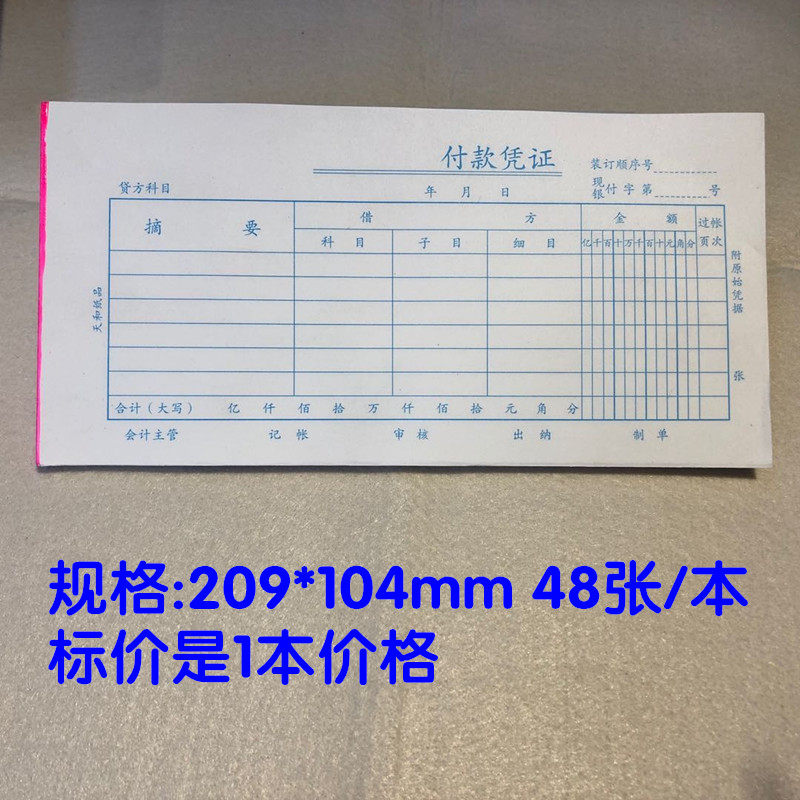 付款凭证
装订顺序号
贷方科目 年 月 日 现银付字第 号
摘 要 借 方 金 额 过帐页次
科 目 子 目 细 目 亿千百十万千百十元角分
附原始凭据 张
天和纸品
合计（大写） 亿 仟 佰 拾 万 仟 佰 拾 元 角 分
会计主管 记 帐 审 核 出 纳 制 单
规格:209*104mm 48张/本
标价是1本价格